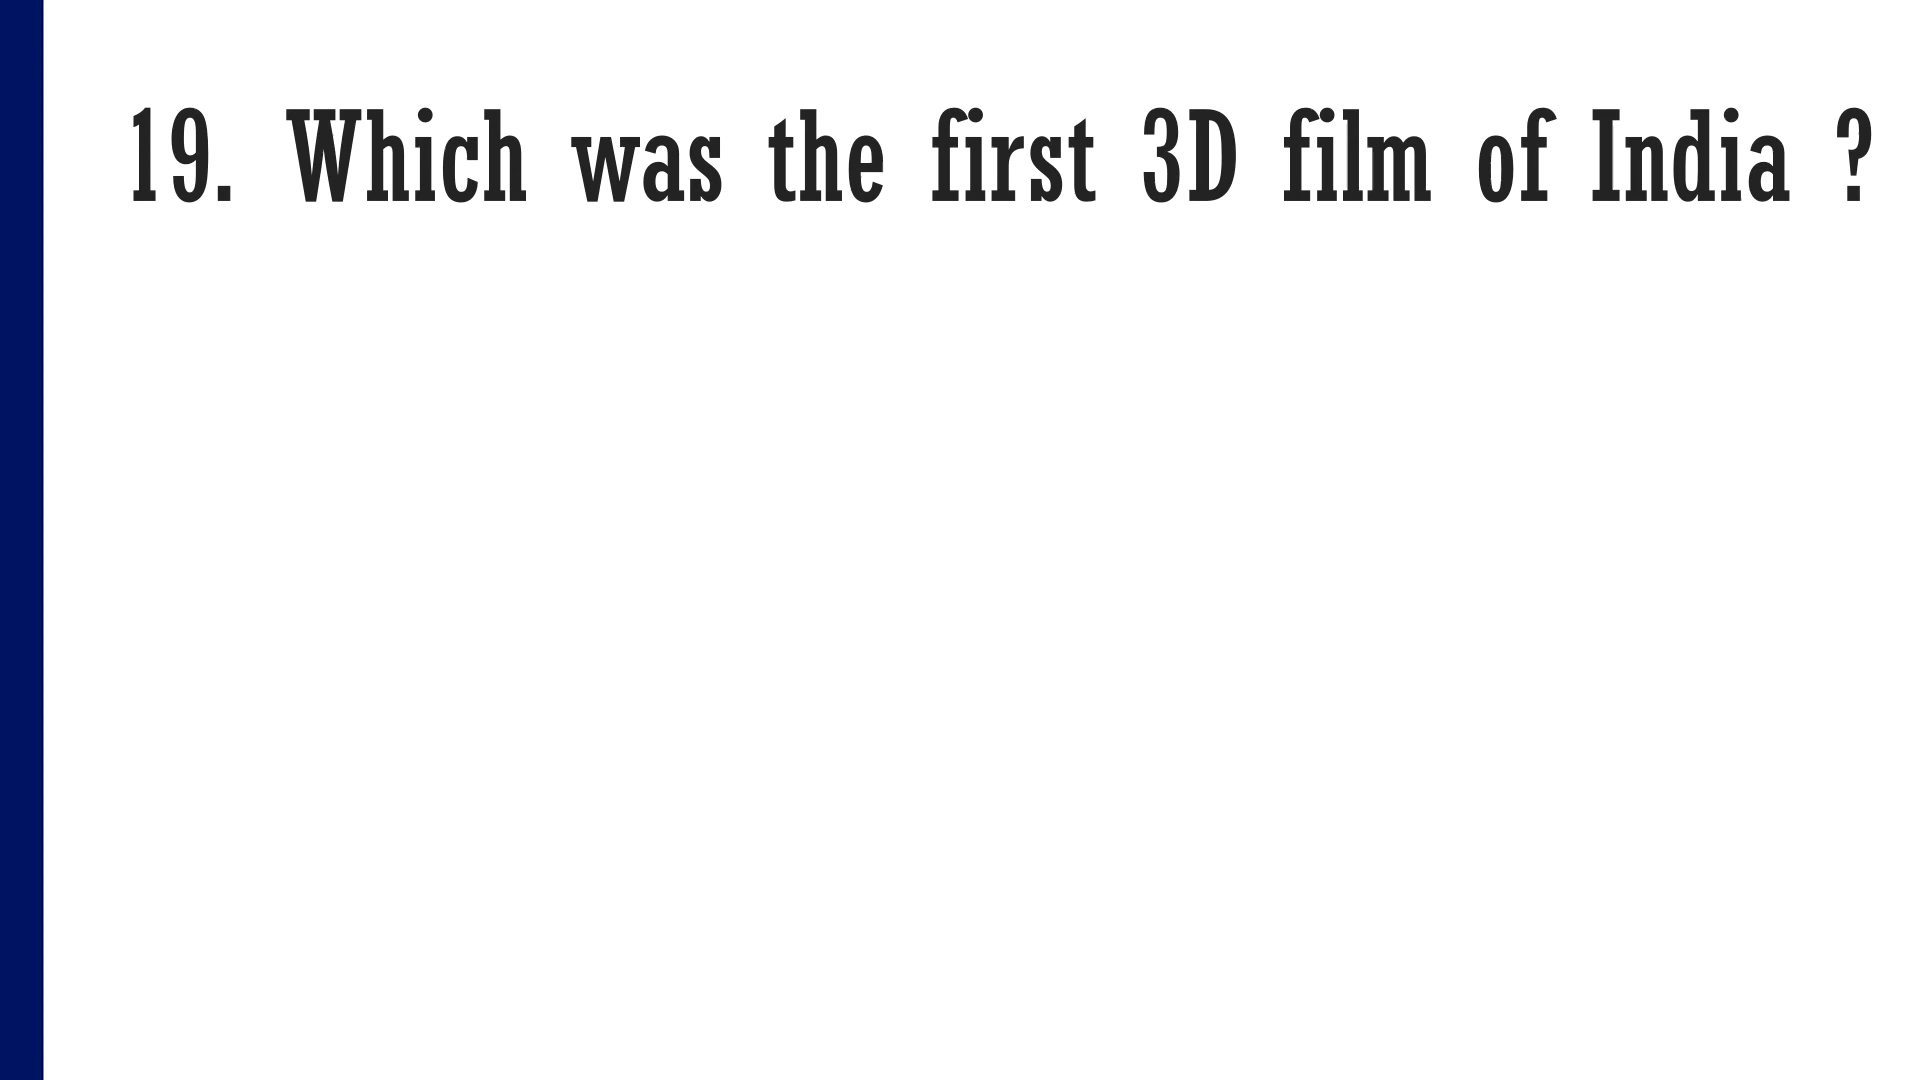 19. Which was the first 3D film of India ?